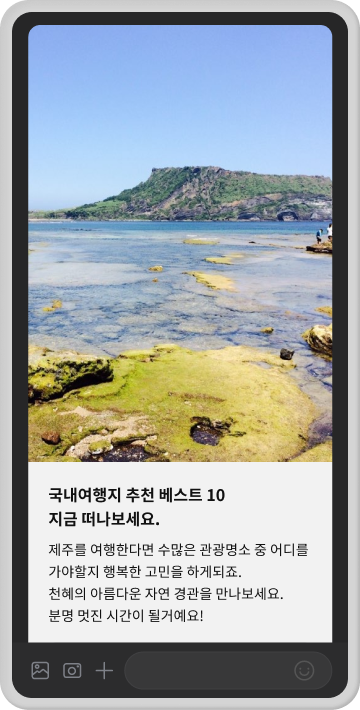 국내여행지 추천 베스트 10
지금 떠나보세요.
제주를 여행한다면 수많은 관광명소 중 어디를
가야할지 행복한 고민을 하게되죠.
천혜의 아름다운 자연 경관을 만나보세요.
분명 멋진 시간이 될거예요!